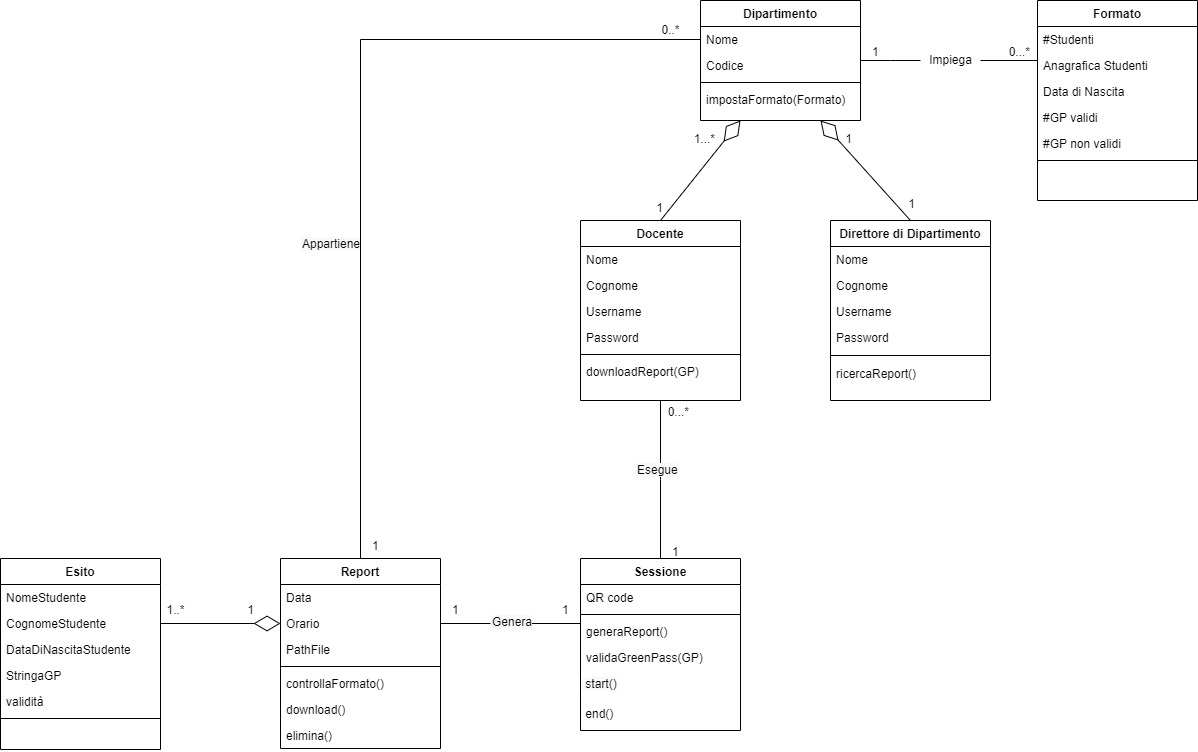 Dipartimento
Nome
Codice
impostaFormato(Formato)
Formato
#Studenti
Anagrafica Studenti
Data di Nascita
#GP validi
#GP non validi
0..*
1
Impiega
0...*
1...*
1
1
1
Docente
Nome
Cognome
Username
Password
downloadReport(GP)
Direttore di Dipartimento
Nome
Cognome
Username
Password
ricercaReport()
Appartiene
0...*
Esegue
1
1
Esito
NomeStudente
CognomeStudente
DataDiNascitaStudente
StringaGP
validità
1..*
1
Report
Data
Orario
PathFile
controllaFormato()
download()
elimina()
1
Genera
1
Sessione
QR code
generaReport()
validaGreenPass(GP)
start()
end()